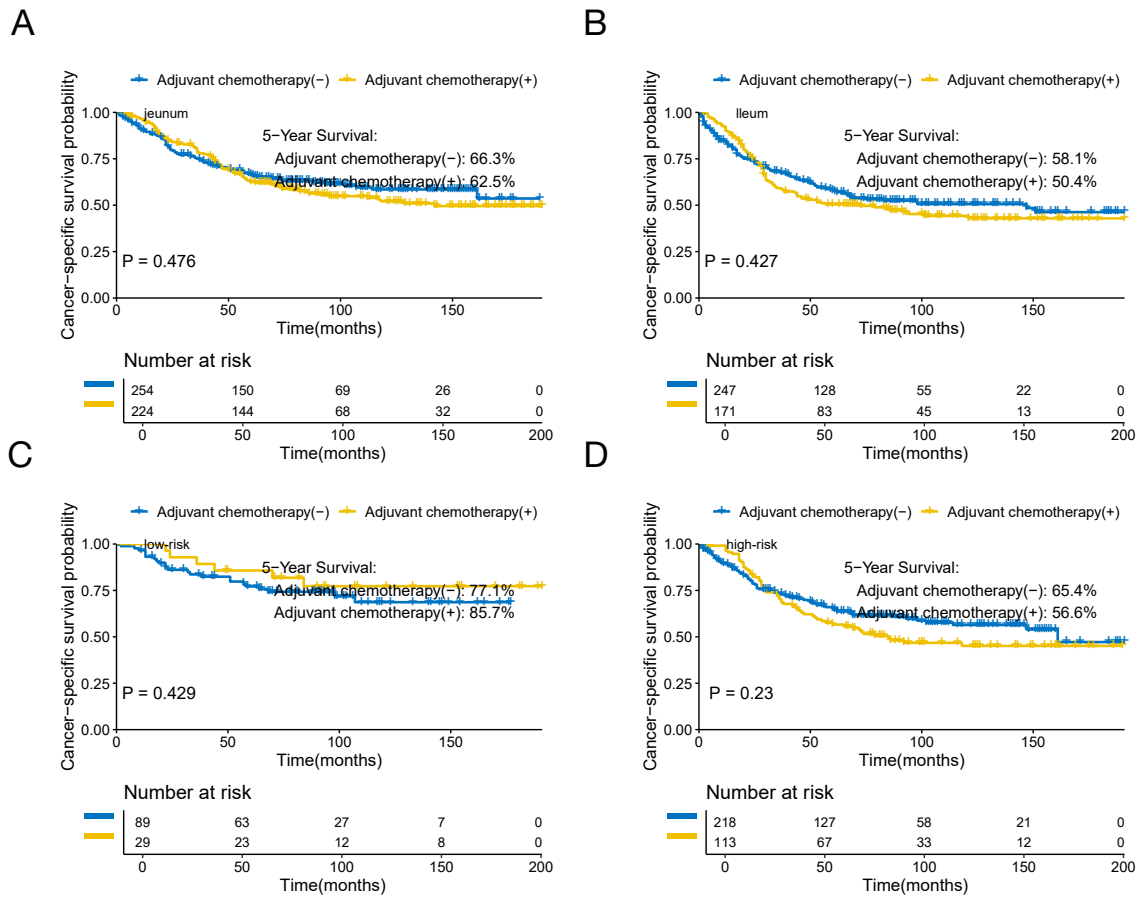 A
Adjuvant chemotherapy(−) Adjuvant chemotherapy(+)
Cancer−specific survival probability
1.00
0.75
0.50
0.25
0.00
jeunum
5−Year Survival:
Adjuvant chemotherapy(−): 66.3%
Adjuvant chemotherapy(+): 62.5%
P = 0.476
0 50 100 150
Time(months)
Number at risk
254 150 69 26 0
224 144 68 32 0
0 50 100 150 200
Time(months)
B
Adjuvant chemotherapy(−) Adjuvant chemotherapy(+)
Cancer−specific survival probability
1.00
0.75
0.50
0.25
0.00
lleum
5−Year Survival:
Adjuvant chemotherapy(−): 58.1%
Adjuvant chemotherapy(+): 50.4%
P = 0.427
0 50 100 150
Time(months)
Number at risk
247 128 55 22 0
171 83 45 13 0
0 50 100 150 200
Time(months)
C
Adjuvant chemotherapy(−) Adjuvant chemotherapy(+)
Cancer−specific survival probability
1.00
0.75
0.50
0.25
0.00
low-risk
5−Year Survival:
Adjuvant chemotherapy(−): 77.1%
Adjuvant chemotherapy(+): 85.7%
P = 0.429
0 50 100 150
Time(months)
Number at risk
89 63 27 7 0
29 23 12 8 0
0 50 100 150 200
Time(months)
D
Adjuvant chemotherapy(−) Adjuvant chemotherapy(+)
Cancer−specific survival probability
1.00
0.75
0.50
0.25
0.00
high-risk
5−Year Survival:
Adjuvant chemotherapy(−): 65.4%
Adjuvant chemotherapy(+): 56.6%
P = 0.23
0 50 100 150
Time(months)
Number at risk
218 127 58 21 0
113 67 33 12 0
0 50 100 150 200
Time(months)